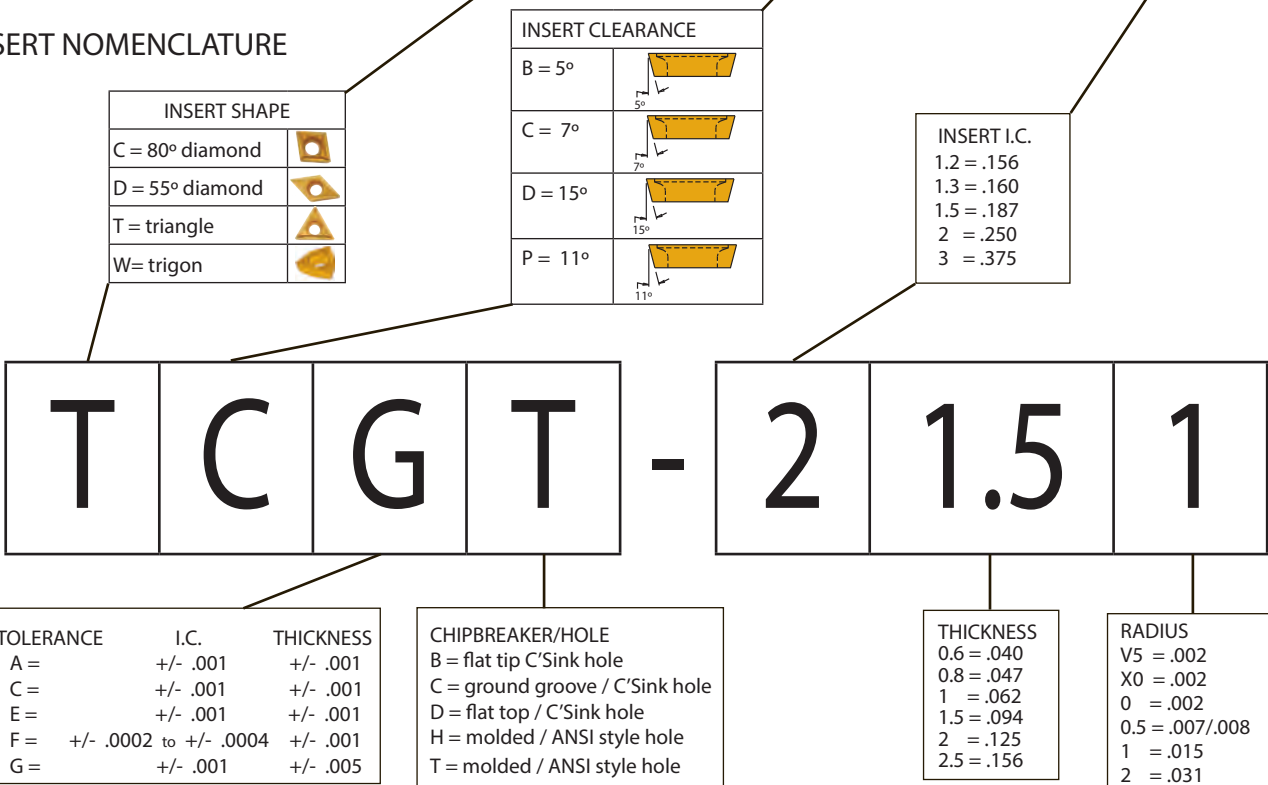 SERT NOMENCLATURE
INSERT SHAPE
C = 80º diamond
D = 55º diamond
T = triangle
W= trigon
INSERT CLEARANCE
B = 5º
5º
C = 7º
7º
D = 15º
15º
P = 11º
11º
INSERT I.C.
1.2 = .156
1.3 = .160
1.5 = .187
2 = .250
3 = .375
T C G T - 2 1.5 1
TOLERANCE I.C. THICKNESS
A = +/- .001 +/- .001
C = +/- .001 +/- .001
E = +/- .001 +/- .001
F = +/- .0002 to +/- .0004 +/- .001
G = +/- .001 +/- .005
CHIPBREAKER/HOLE
B = flat tip C'Sink hole
C = ground groove / C'Sink hole
D = flat top / C'Sink hole
H = molded / ANSI style hole
T = molded / ANSI style hole
THICKNESS
0.6 = .040
0.8 = .047
1 = .062
1.5 = .094
2 = .125
2.5 = .156
RADIUS
V5 = .002
X0 = .002
0 = .002
0.5 = .007/.008
1 = .015
2 = .031